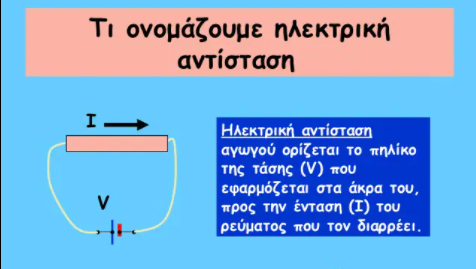 Τι ονομάζουμε ηλεκτρική
αντίσταση
I
V
Ηλεκτρική αντίσταση
αγωγού ορίζεται το πηλίκο
της τάσης (V) που
εφαρμόζεται στα άκρα του,
προς την ένταση (I) του
ρεύματος που τον διαρρέει.